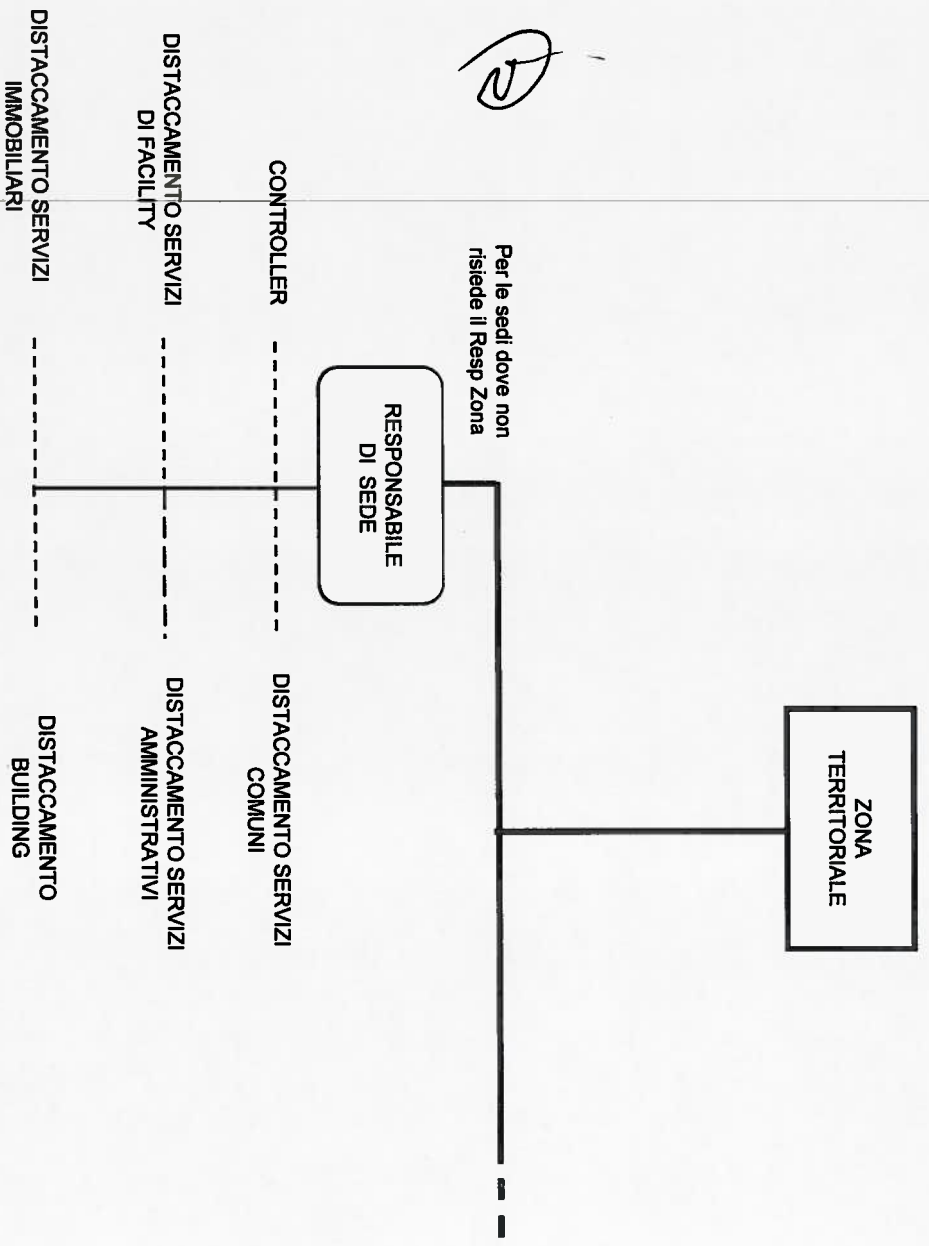 ZONA
TERRITORIALE
Per le sedi dove non
risiede il Resp Zona
RESPONSABILE
DI SEDE
CONTROLLER
DISTACCAMENTO SERVIZI
COMUNI
DISTACCAMENTO SERVIZI
DI FACILITY
DISTACCAMENTO SERVIZI
AMMINISTRATIVI
DISTACCAMENTO SERVIZI
IMMOBILIARI
DISTACCAMENTO
BUILDING